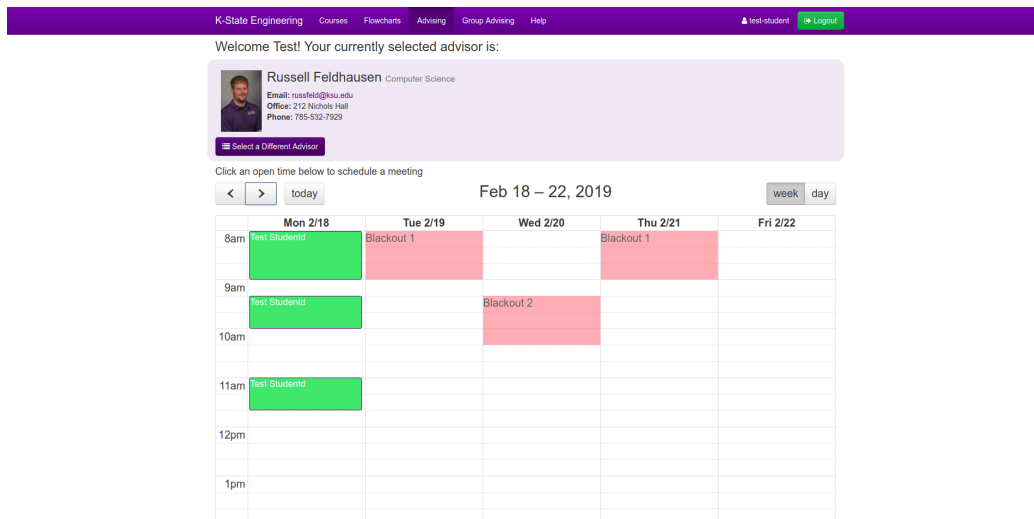 K-State Engineering Courses Flowcharts Advising Group Advising Help test-student Logout
Welcome Test! Your currently selected advisor is:
Russell Feldhausen Computer Science
Email: russfeld@ksu.edu
Office: 212 Nichols Hall
Phone: 785-532-7929
Select a Different Advisor
Click an open time below to schedule a meeting
today Feb 18 – 22, 2019 week day
Mon 2/18 Tue 2/19 Wed 2/20 Thu 2/21 Fri 2/22
8am Test Studentd Blackout 1 Blackout 1
9am
Test Studentd Blackout 2
10am
11am Test Studentd
12pm
1pm